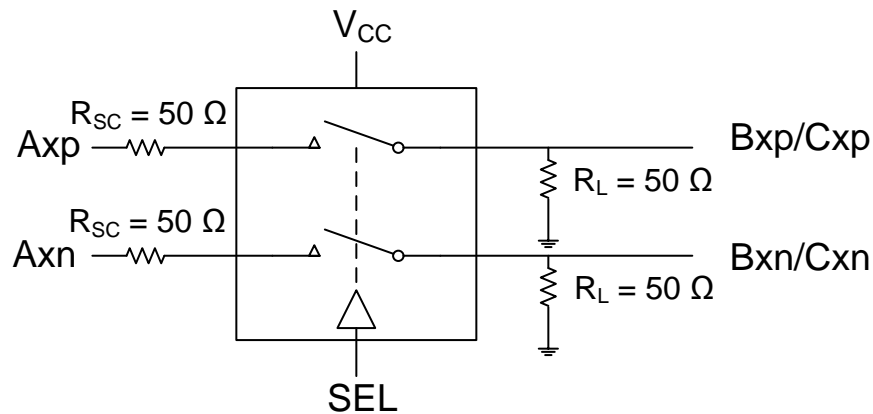 VCC
RSC = 50 Ω
Axp
Bxp/Cxp
RL = 50 Ω
RSC = 50 Ω
Axn
Bxn/Cxn
RL = 50 Ω
SEL